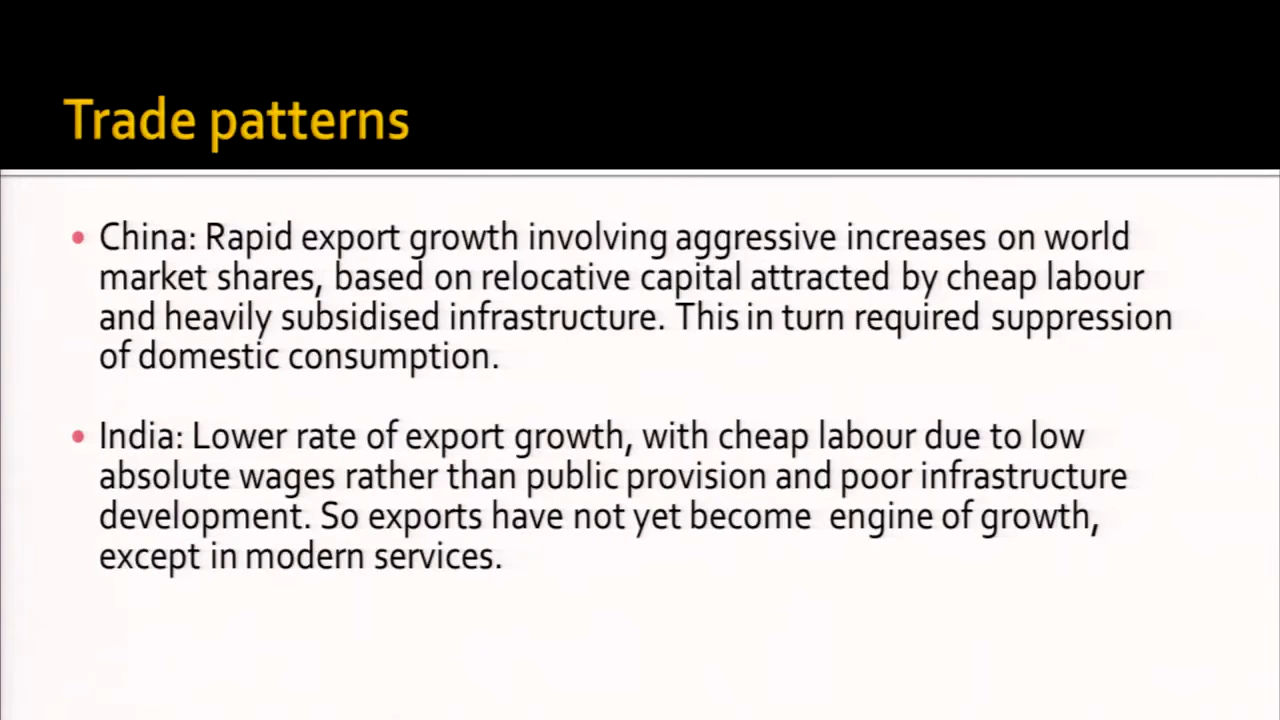 Trade patterns
• China: Rapid export growth involving aggressive increases on world
market shares, based on relocative capital attracted by cheap labour
and heavily subsidised infrastructure. This in turn required suppression
of domestic consumption.
• India: Lower rate of export growth, with cheap labour due to low
absolute wages rather than public provision and poor infrastructure
development. So exports have not yet become engine of growth,
except in modern services.